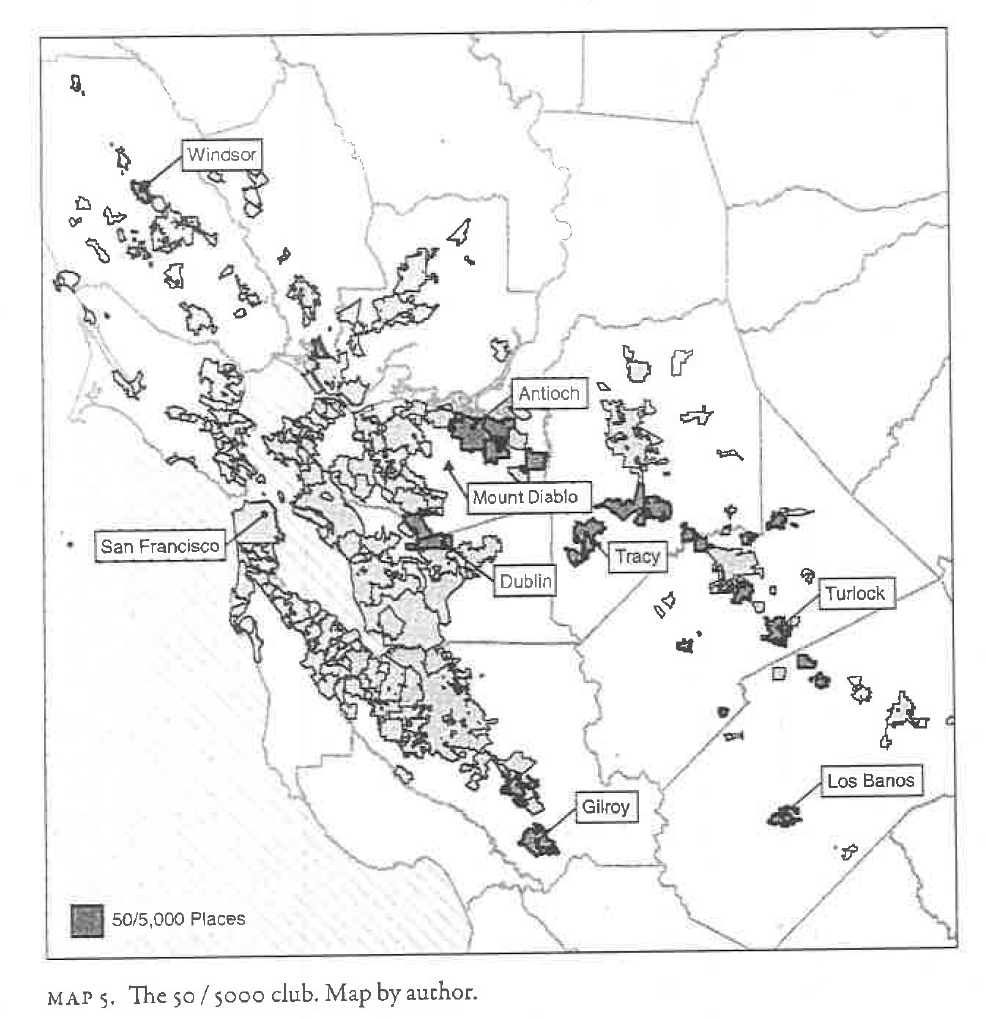 Windsor
Antioch
Mount Diablo
San Francisco
Tracy
Dublin
Turlock
Los Banos
Gilroy
50/5,000 Places
MAP 5. The 50 / 5000 club. Map by author.